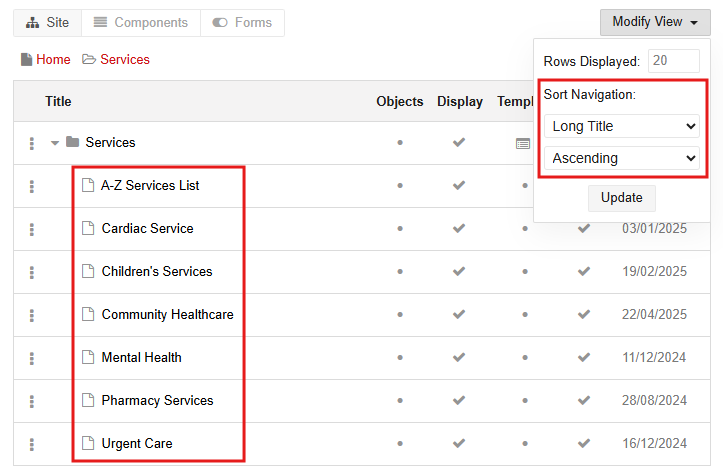 Site Components Forms Modify View
Home Services
Rows Displayed: 20
Sort Navigation:
Long Title
Ascending
Update
Title Objects Display
Services
A-Z Services List
Cardiac Service 03/01/2025
Children's Services 19/02/2025
Community Healthcare 22/04/2025
Mental Health 11/12/2024
Pharmacy Services 28/08/2024
Urgent Care 16/12/2024